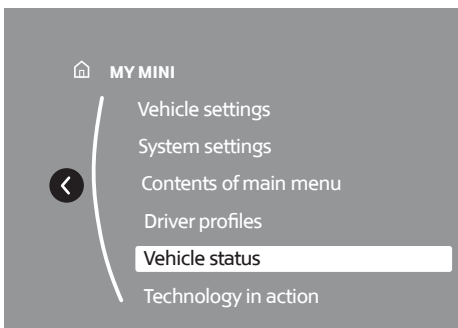 MY MINI
Vehicle settings
System settings
Contents of main menu
Driver profiles
Vehicle status
Technology in action